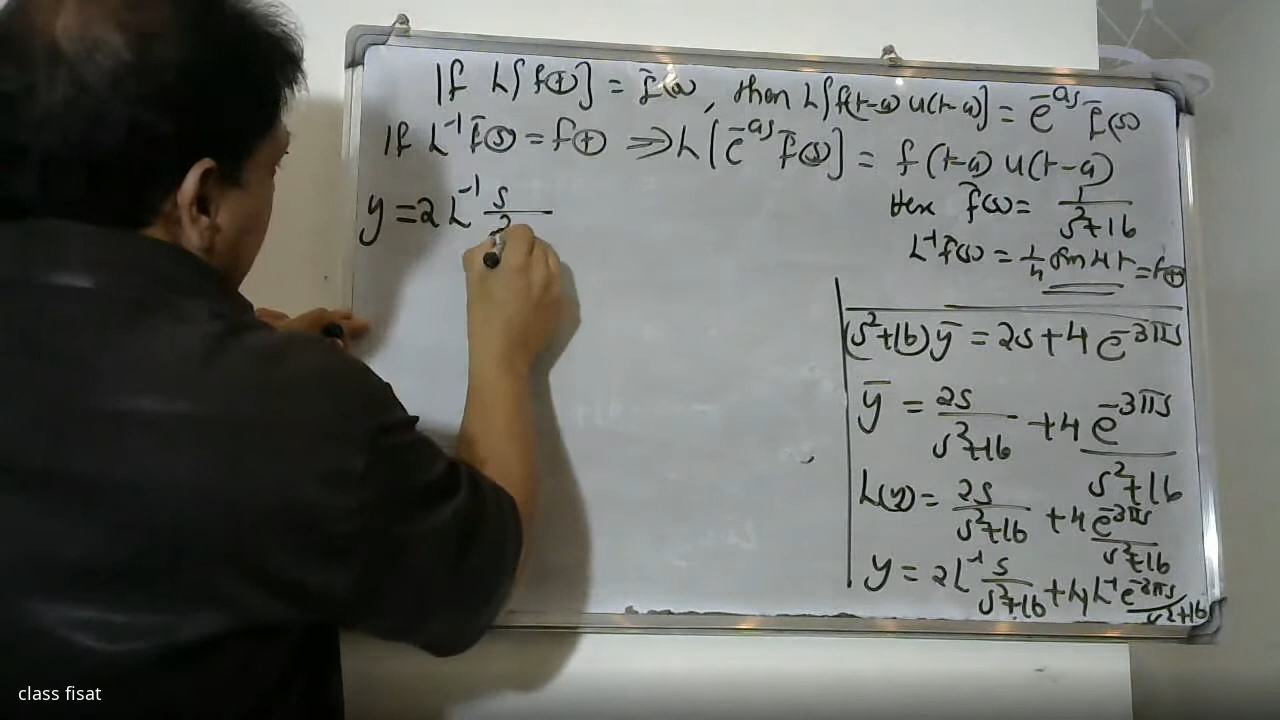 If L[f(t)] = f̄(s), then L[f(t-a) u(t-a)] = e^-as f̄(s)
If L^-1 f̄(s) = f(t) ⇒ L[e^-as f̄(s)] = f(t-a) u(t-a)
y = 2 L^-1 s/s²
Here f̄(s) = 1/(s²+16)
L^-1 f̄(s) = 1/4 sin 4t = f(t)
(s²+16) ȳ = 2s + 4 e^-3πs
ȳ = 2s/(s²+16) + 4 e^-3πs/(s²+16)
L(y) = 2s/(s²+16) + 4 e^-3πs/(s²+16)
y = 2 L^-1 s/(s²+16) + 4 L^-1 e^-3πs/(s²+16)
class fisat